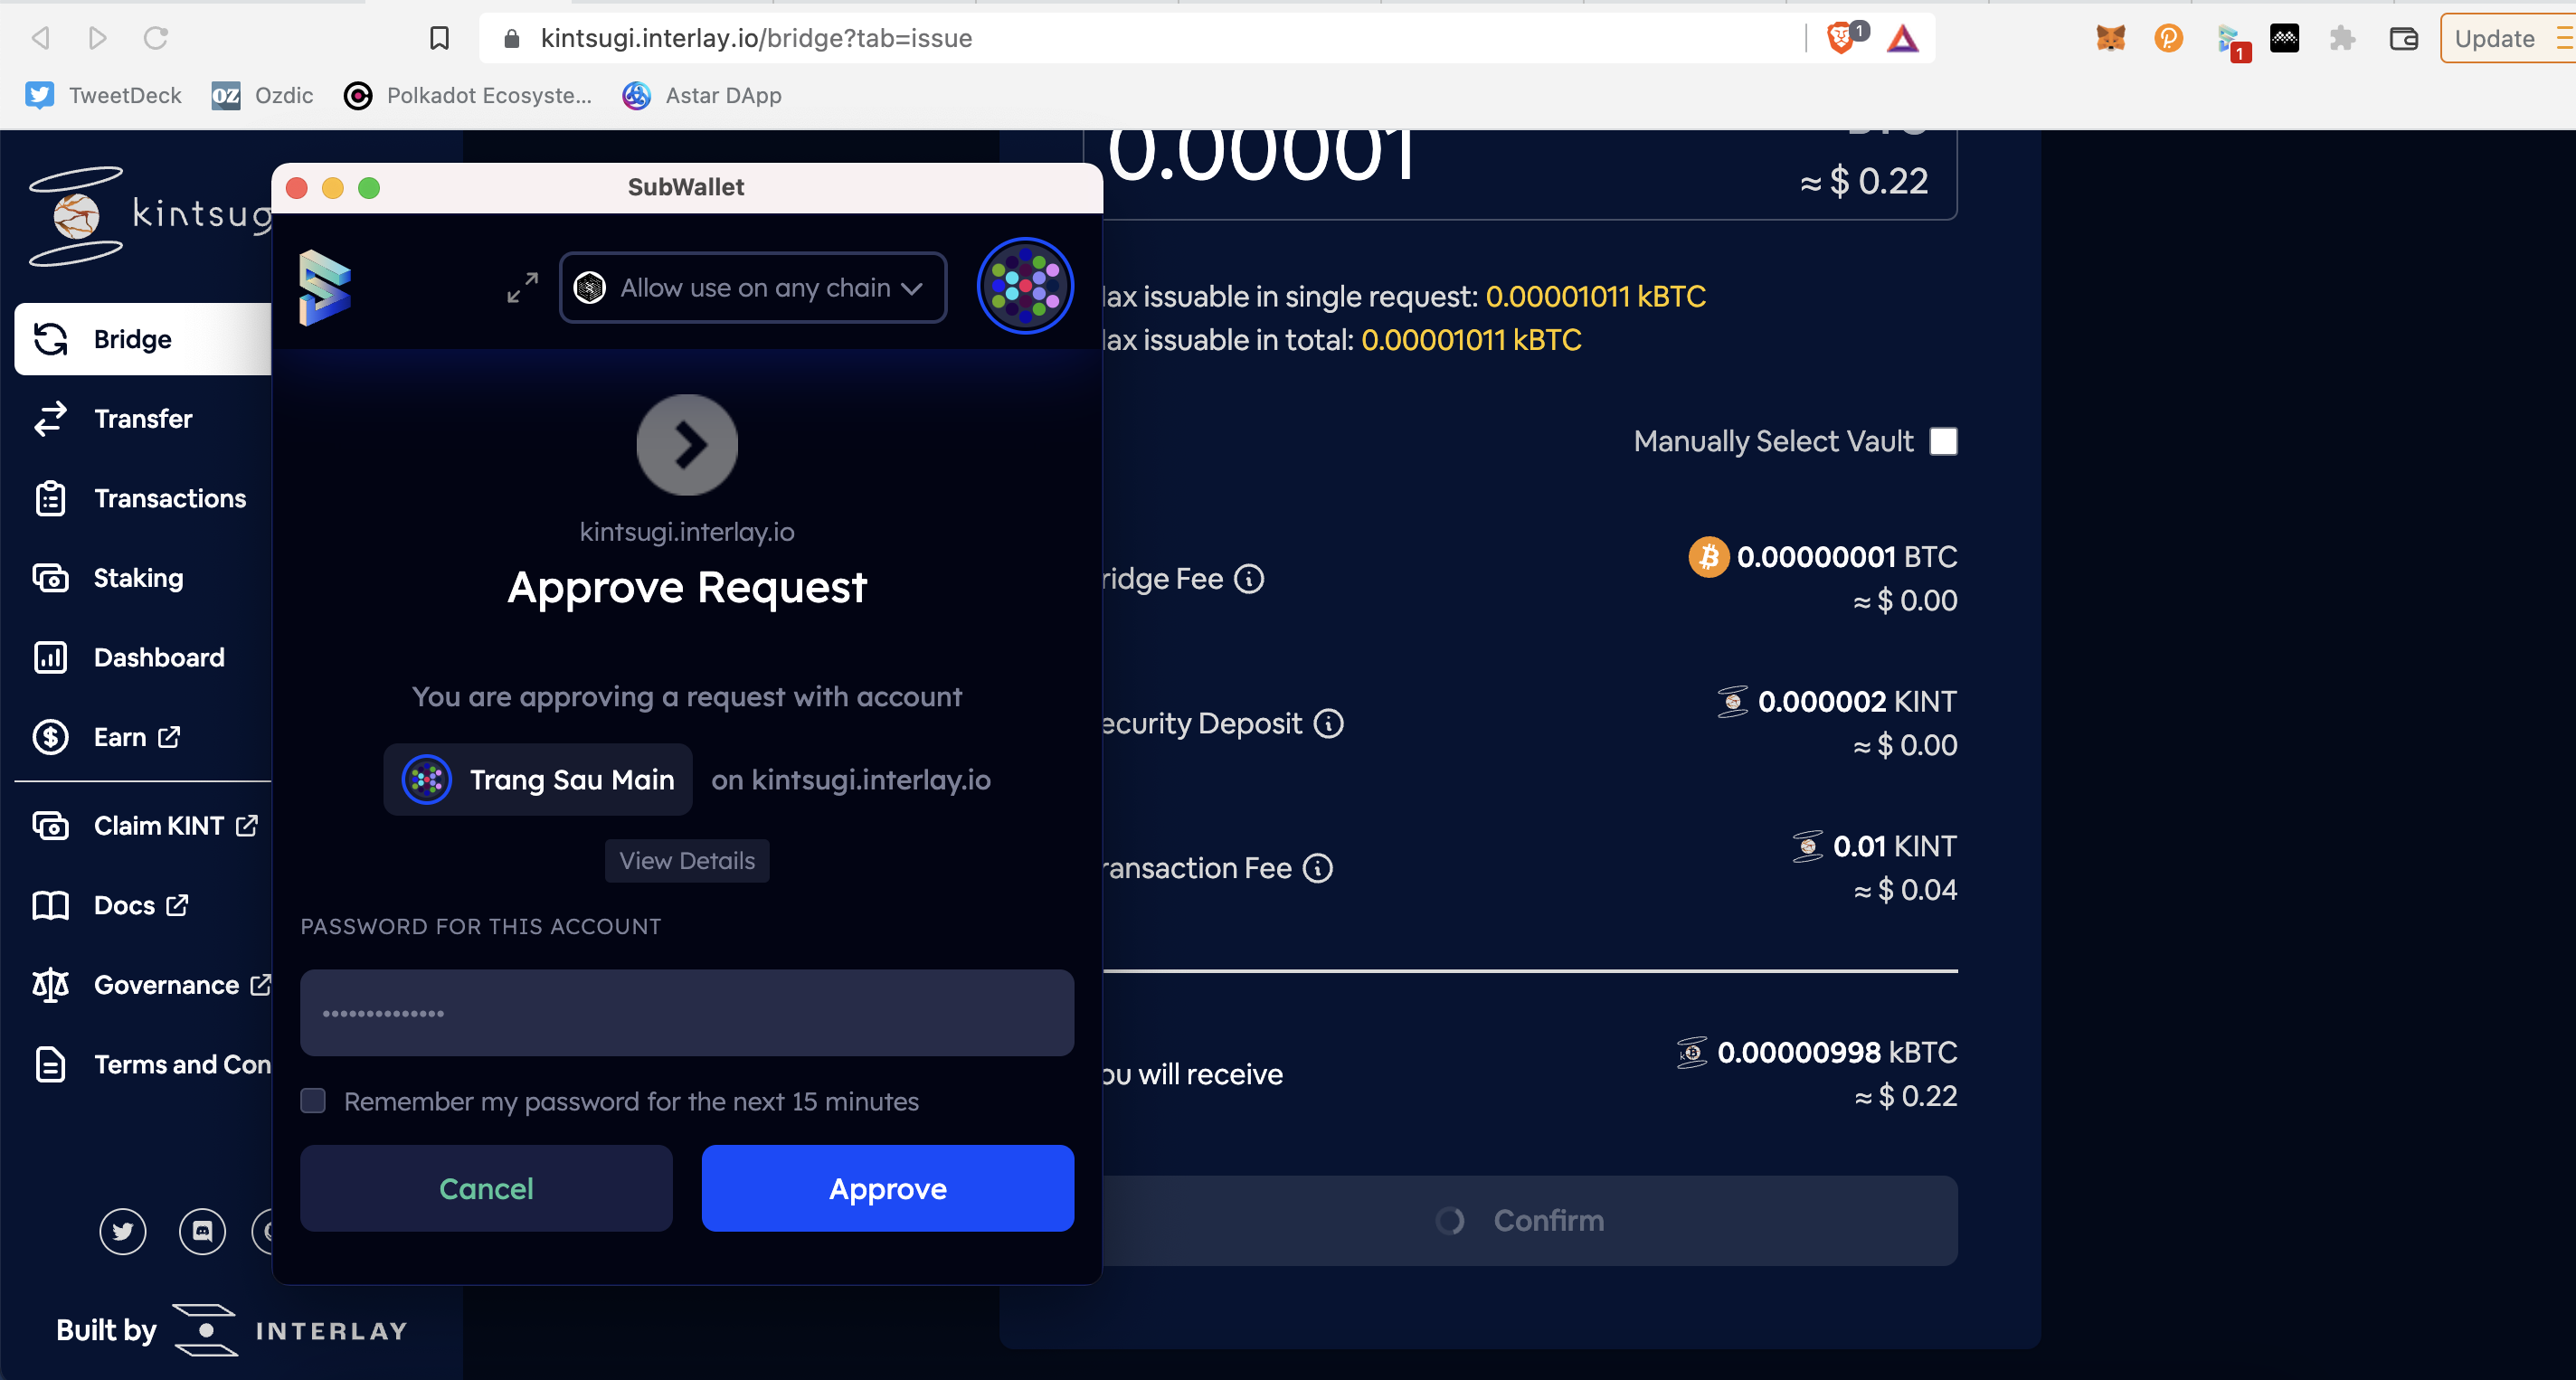 kintsugi.interlay.io/bridge?tab=issue
1
1
Update
TweetDeck
Ozdic
Polkadot Ecosyste...
Astar DApp
kintsug
Bridge
Transfer
Transactions
Staking
Dashboard
Earn
Claim KINT
Docs
Governance
Terms and Con
Built by
INTERLAY
SubWallet
Allow use on any chain
kintsugi.interlay.io
Approve Request
You are approving a request with account
Trang Sau Main on kintsugi.interlay.io
View Details
PASSWORD FOR THIS ACCOUNT
••••••••••••••
Remember my password for the next 15 minutes
Cancel
Approve
0.00001
BTC
≈ $ 0.22
ax issuable in single request: 0.00001011 kBTC
ax issuable in total: 0.00001011 kBTC
Manually Select Vault
ridge Fee
0.00000001 BTC
≈ $ 0.00
ecurity Deposit
0.000002 KINT
≈ $ 0.00
ransaction Fee
0.01 KINT
≈ $ 0.04
ou will receive
0.00000998 kBTC
≈ $ 0.22
Confirm